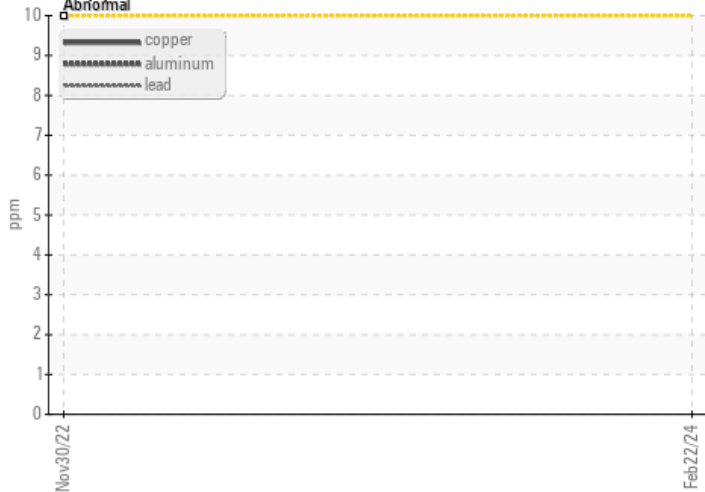 Abnormal
10
copper
9
aluminum
lead
8
7
6
ppm
5
4
3
2
1
0
Nov30/22
Feb22/24